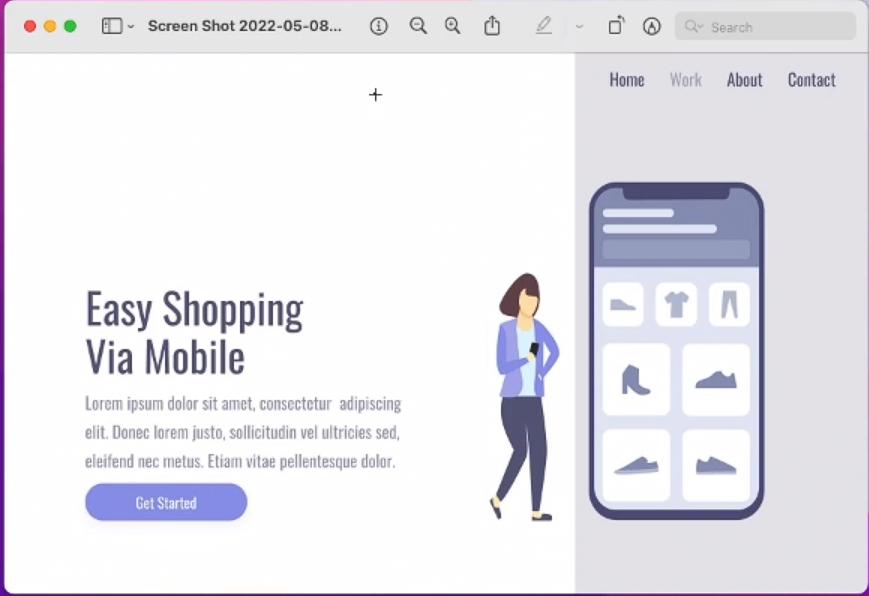 Screen Shot 2022-05-08...
Search
Home Work About Contact
Easy Shopping
Via Mobile
Lorem ipsum dolor sit amet, consectetur adipiscing
elit. Donec lorem justo, sollicitudin vel ultricies sed,
eleifend nec metus. Etiam vitae pellentesque dolor.
Get Started